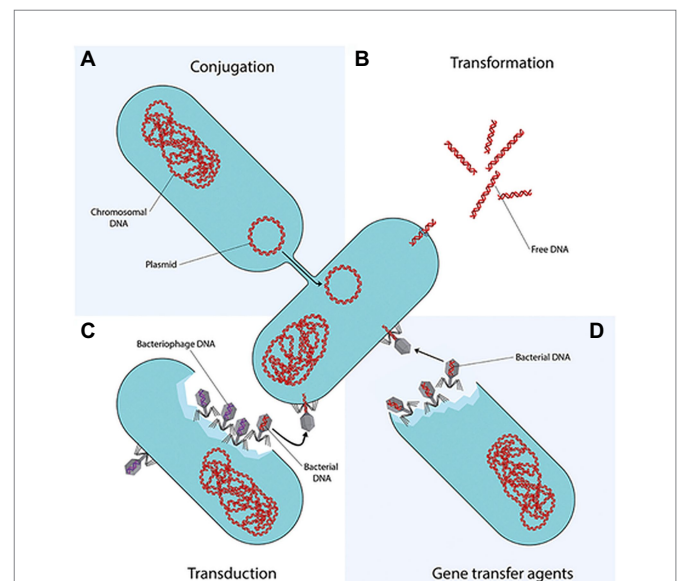 A
Conjugation
B
Transformation
Chromosomal
DNA
Plasmid
Free DNA
C
Bacteriophage DNA
D
Bacterial DNA
Bacterial
DNA
Transduction
Gene transfer agents